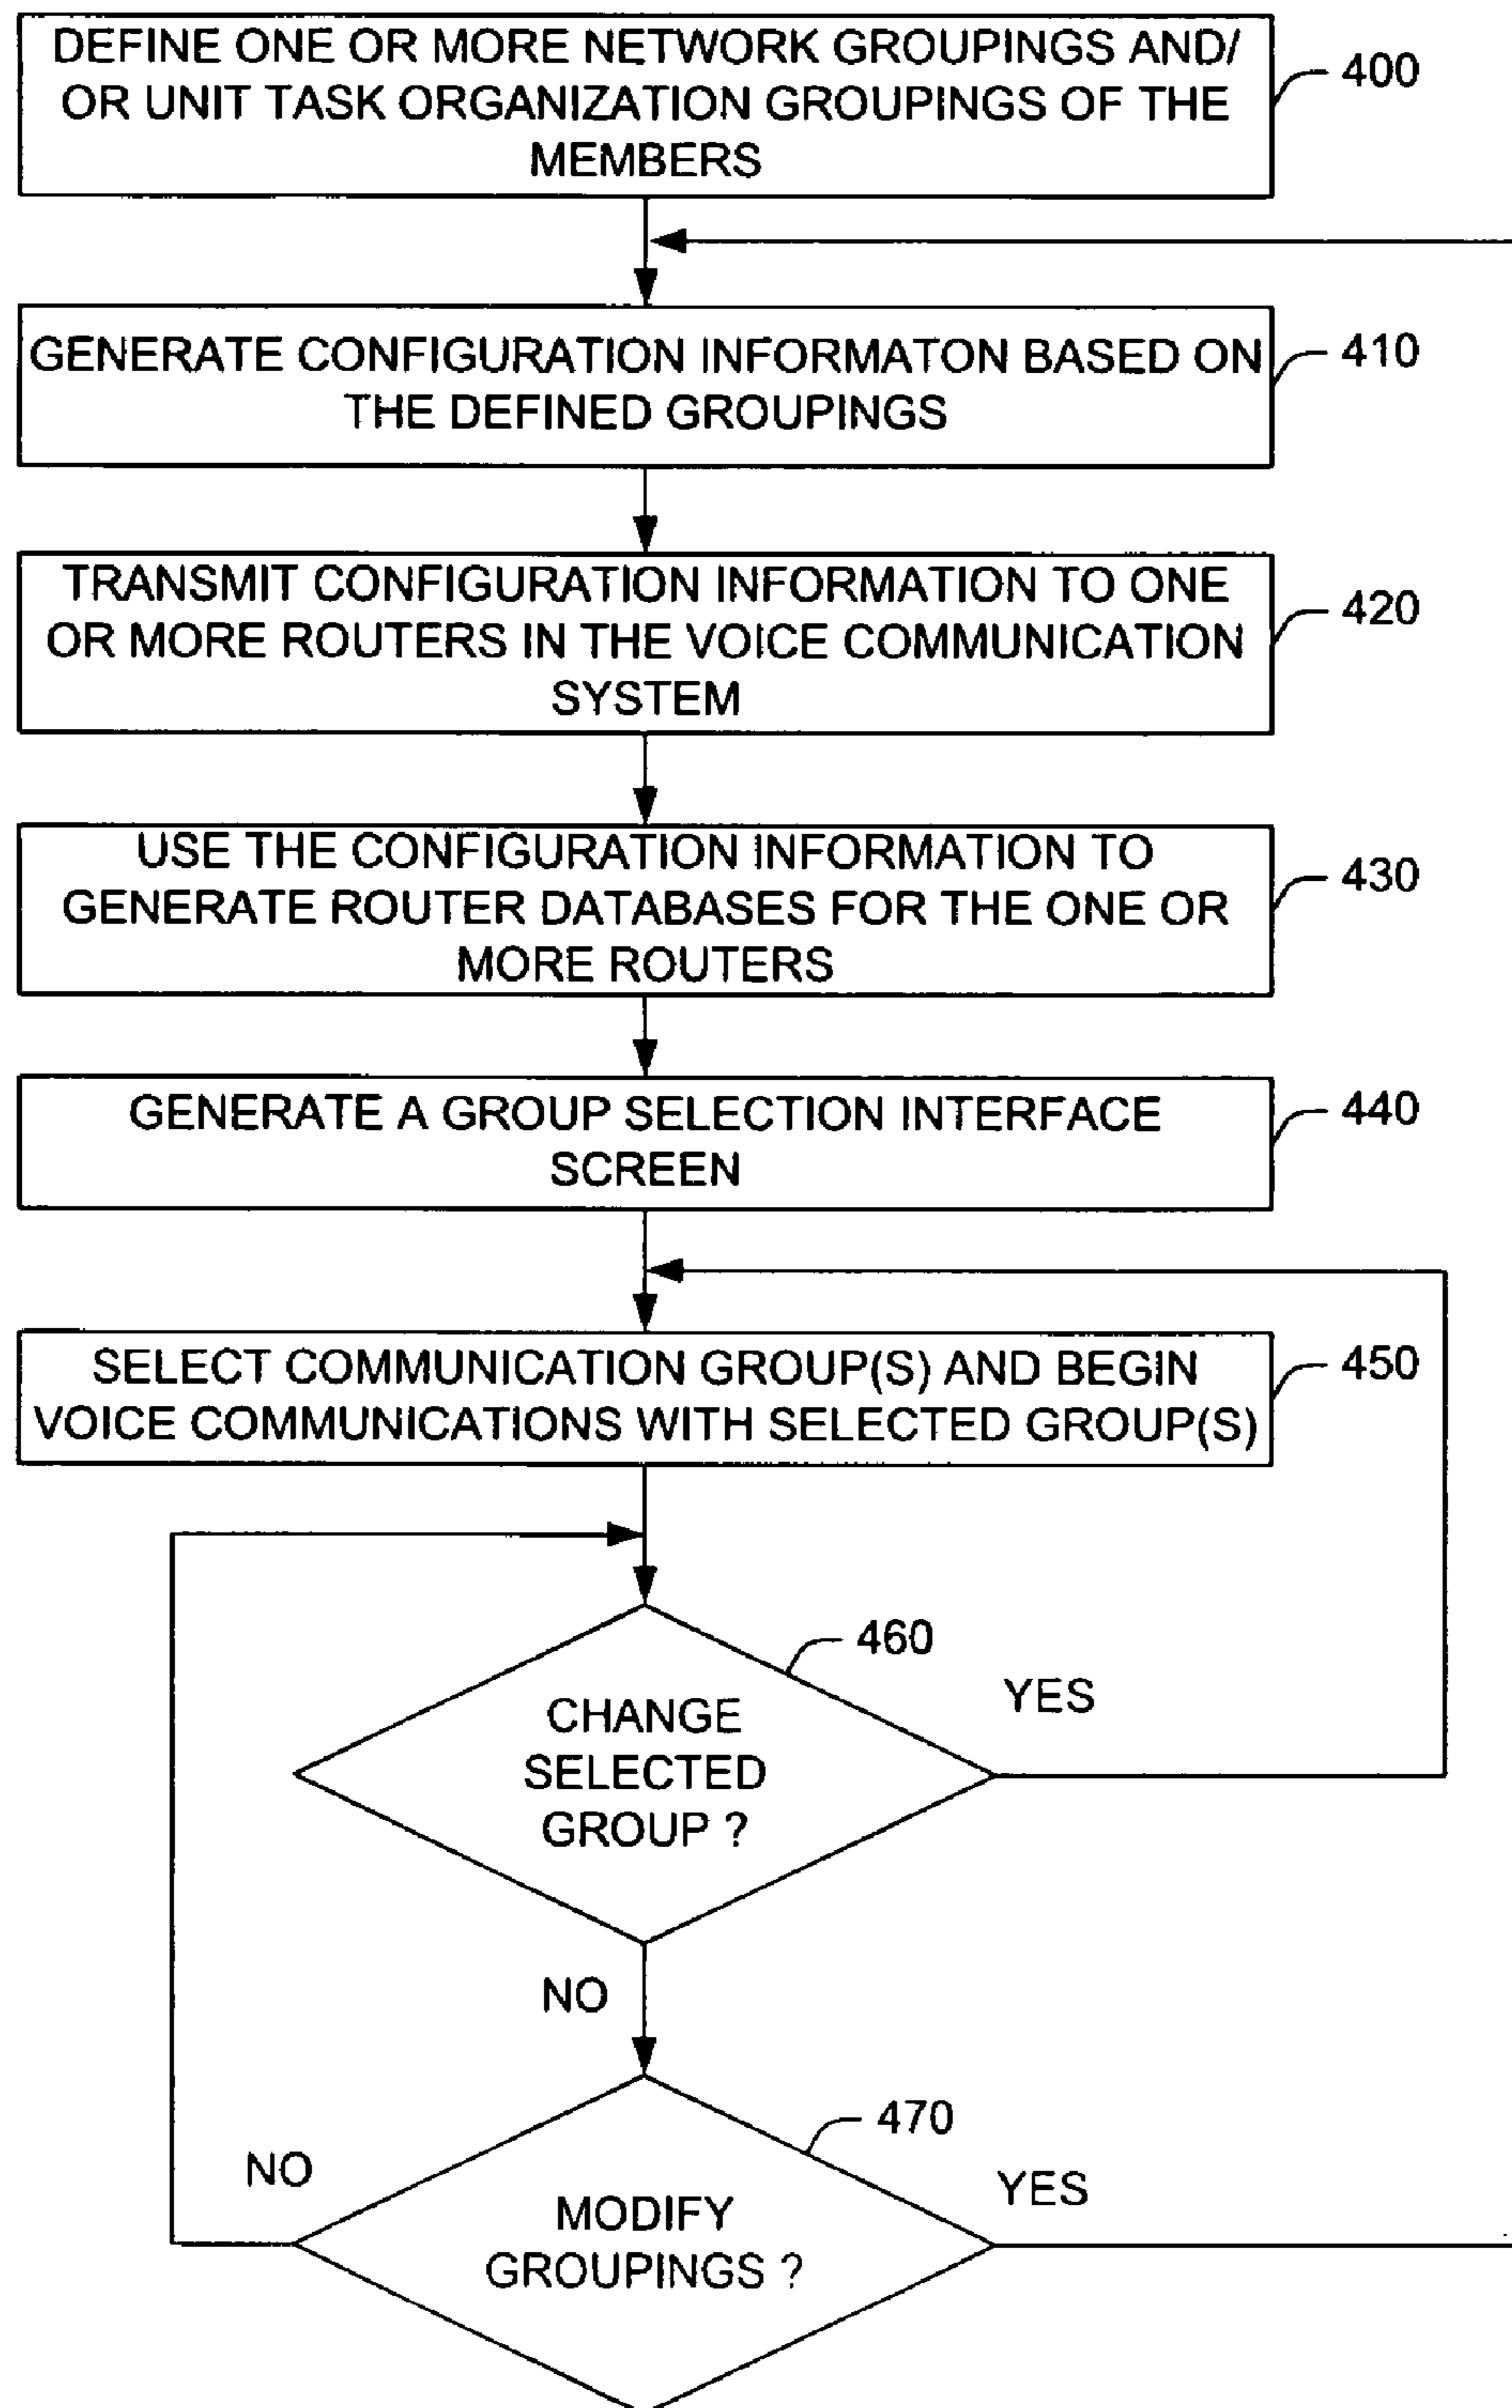 DEFINE ONE OR MORE NETWORK GROUPINGS AND/
OR UNIT TASK ORGANIZATION GROUPINGS OF THE
MEMBERS
400
GENERATE CONFIGURATION INFORMATON BASED ON
THE DEFINED GROUPINGS
410
TRANSMIT CONFIGURATION INFORMATION TO ONE
OR MORE ROUTERS IN THE VOICE COMMUNICATION
SYSTEM
420
USE THE CONFIGURATION INFORMATION TO
GENERATE ROUTER DATABASES FOR THE ONE OR
MORE ROUTERS
430
GENERATE A GROUP SELECTION INTERFACE
SCREEN
440
SELECT COMMUNICATION GROUP(S) AND BEGIN
VOICE COMMUNICATIONS WITH SELECTED GROUP(S)
450
460
YES
CHANGE
SELECTED
GROUP ?
NO
470
NO
YES
MODIFY
GROUPINGS ?